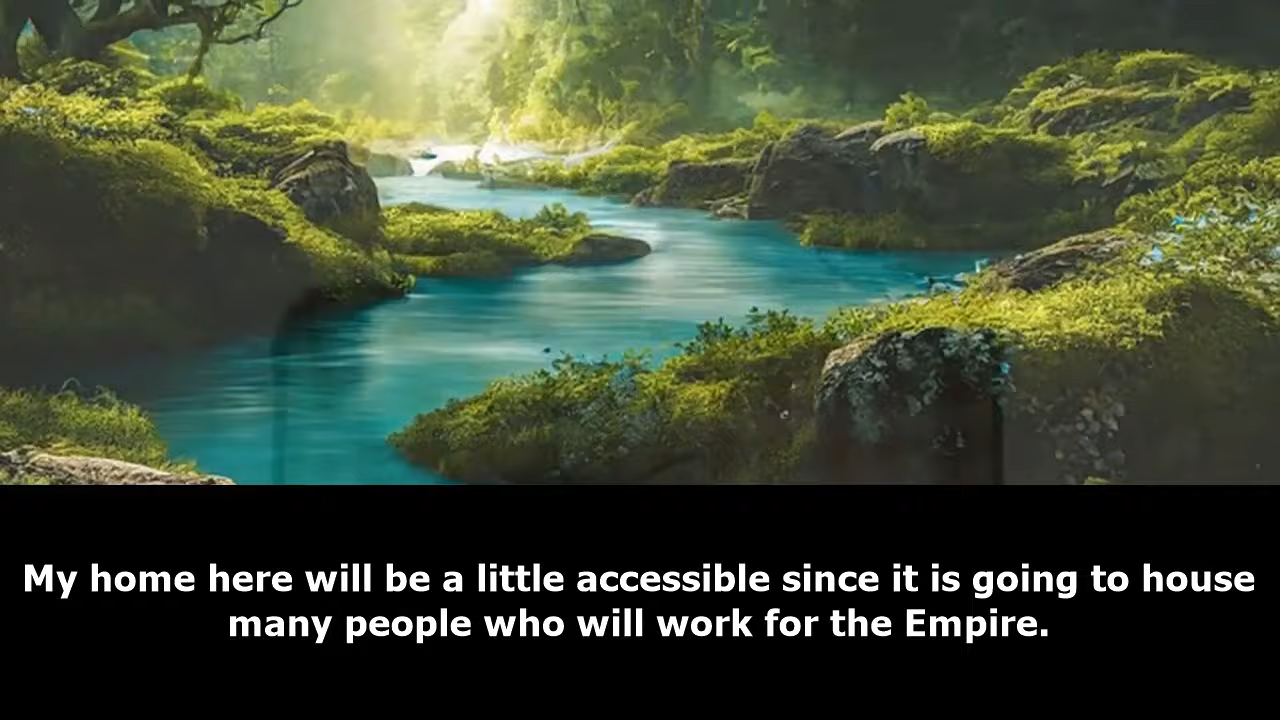 My home here will be a little accessible since it is going to house
many people who will work for the Empire.